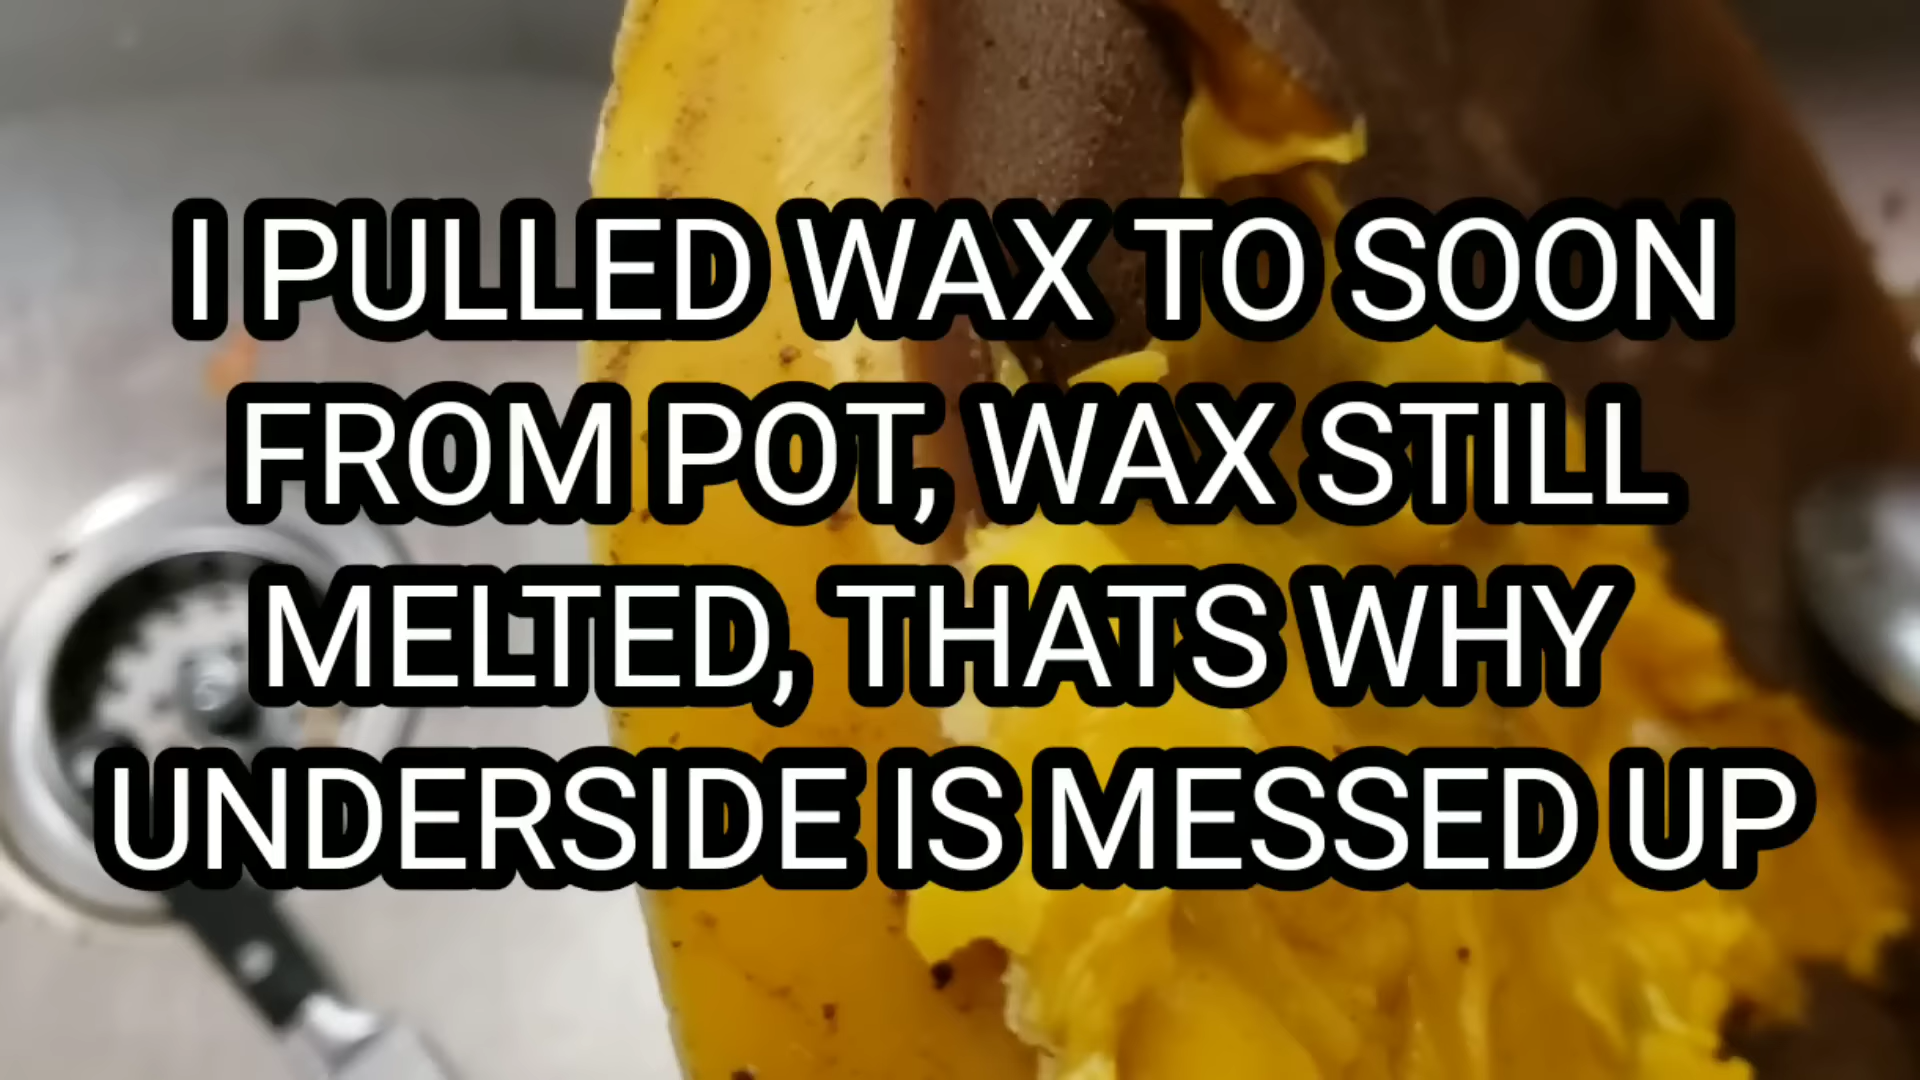 I PULLED WAX TO SOON
FROM POT, WAX STILL
MELTED, THATS WHY
UNDERSIDE IS MESSED UP